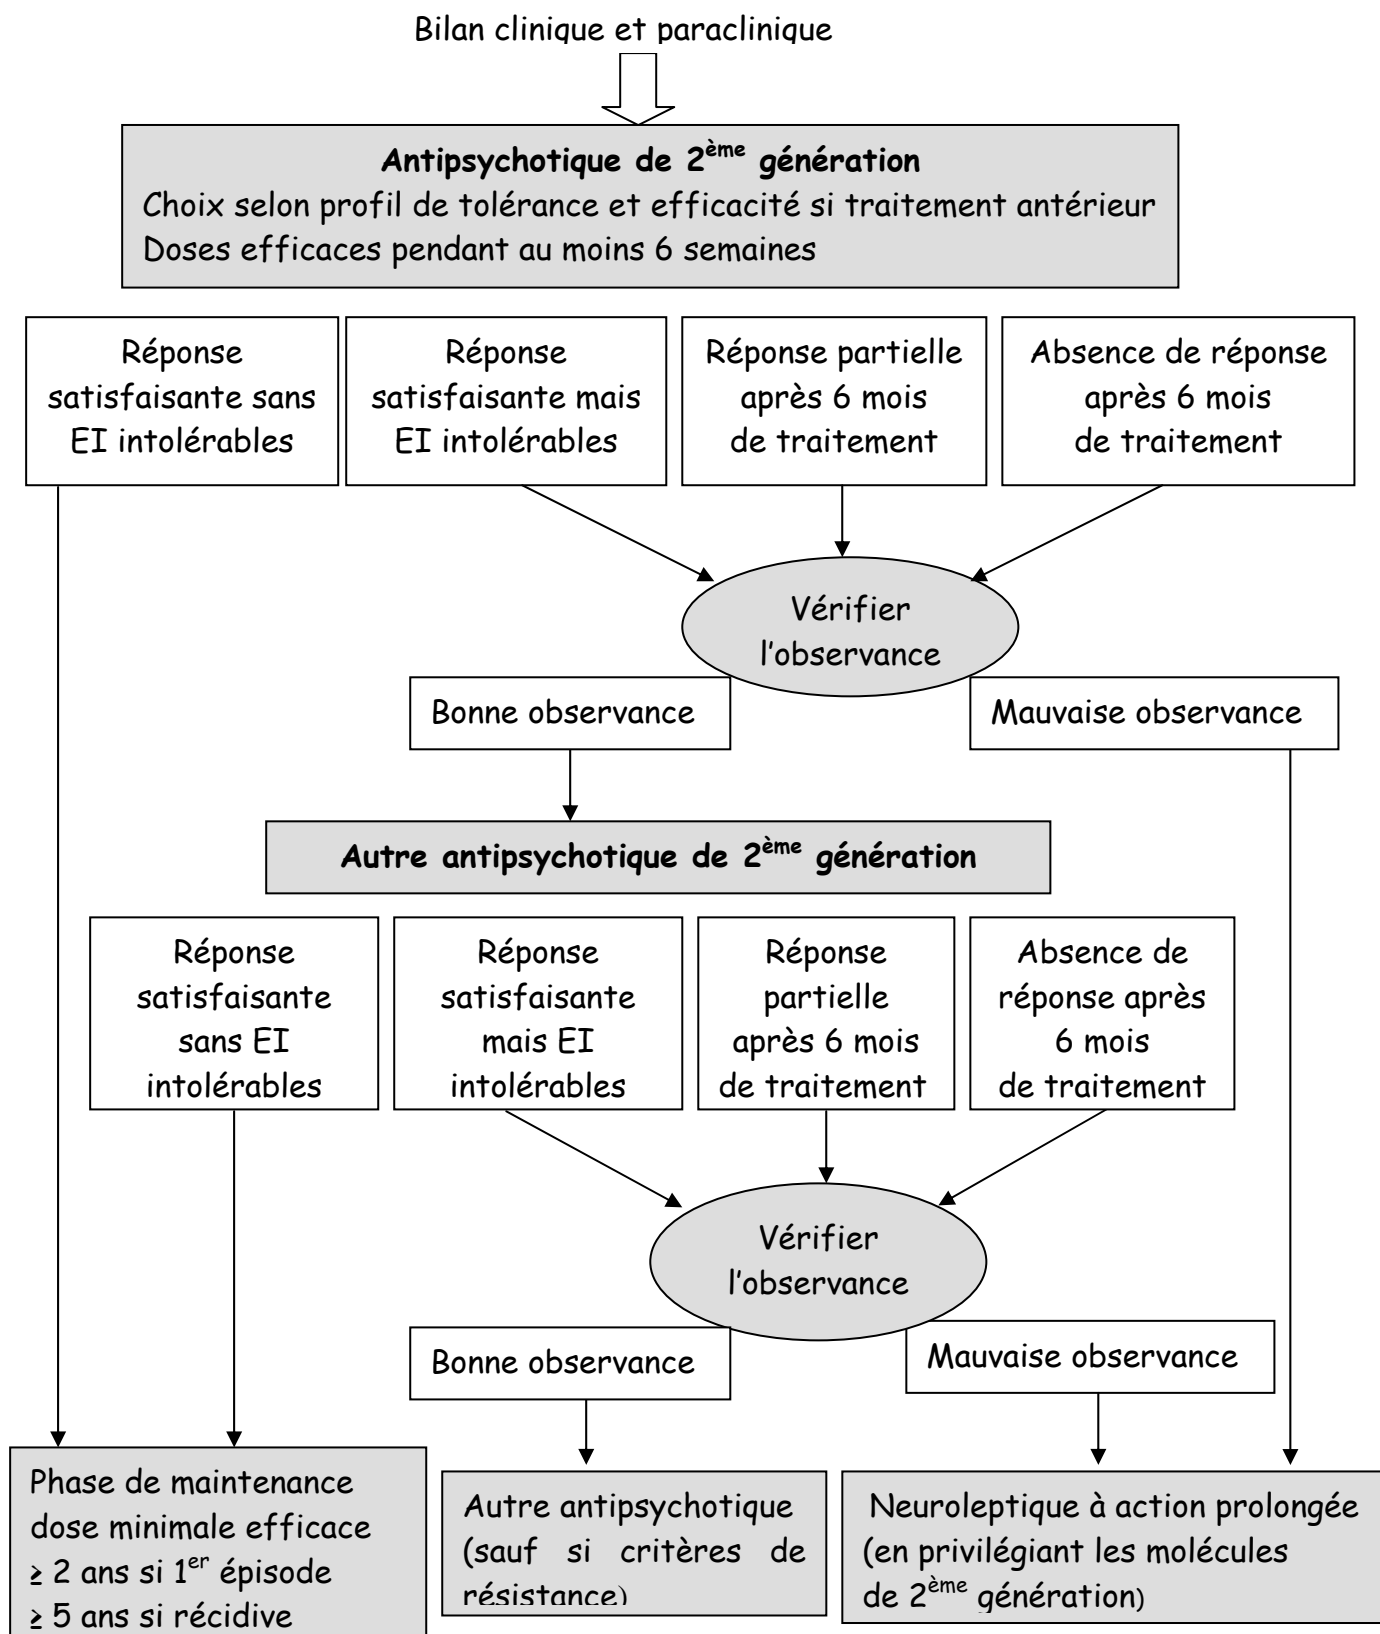 Bilan clinique et paraclinique
Antipsychotique de 2ème génération
Choix selon profil de tolérance et efficacité si traitement antérieur
Doses efficaces pendant au moins 6 semaines
Réponse
satisfaisante sans
EI intolérables
Réponse
satisfaisante mais
EI intolérables
Réponse partielle
après 6 mois
de traitement
Absence de réponse
après 6 mois
de traitement
Vérifier
l'observance
Bonne observance
Mauvaise observance
Autre antipsychotique de 2ème génération
Réponse
satisfaisante
sans EI
intolérables
Réponse
satisfaisante
mais EI
intolérables
Réponse
partielle
après 6 mois
de traitement
Absence de
réponse après
6 mois
de traitement
Vérifier
l'observance
Bonne observance
Mauvaise observance
Phase de maintenance
dose minimale efficace
≥ 2 ans si 1er épisode
≥ 5 ans si récidive
Autre antipsychotique
(sauf si critères de
résistance)
Neuroleptique à action prolongée
(en privilégiant les molécules
de 2ème génération)